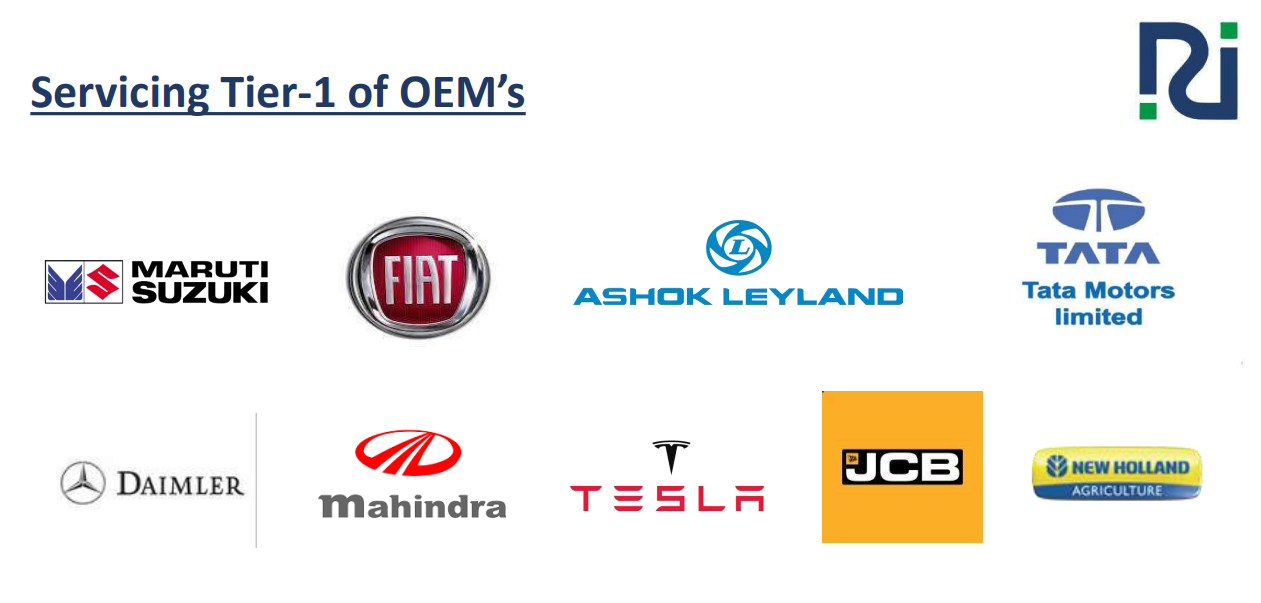 Servicing Tier-1 of OEM's
MARUTI
SUZUKI
FIAT
L
ASHOK LEYLAND
TATA
Tata Motors
limited
DAIMLER
mahindra
TESLA
JCB
JCB
NEW HOLLAND
AGRICULTURE